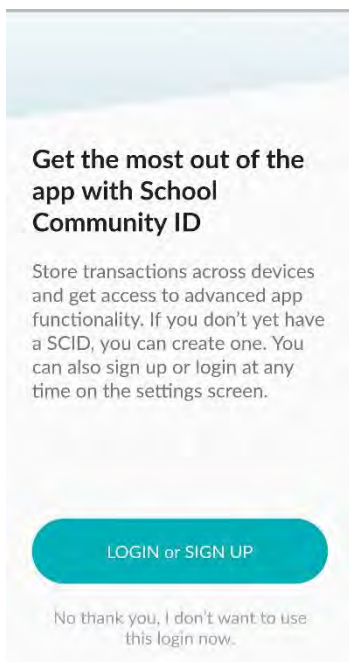 Get the most out of the
app with School
Community ID
Store transactions across devices
and get access to advanced app
functionality. If you don't yet have
a SCID, you can create one. You
can also sign up or login at any
time on the settings screen.
LOGIN or SIGN UP
No thank you, I don't want to use
this login now.